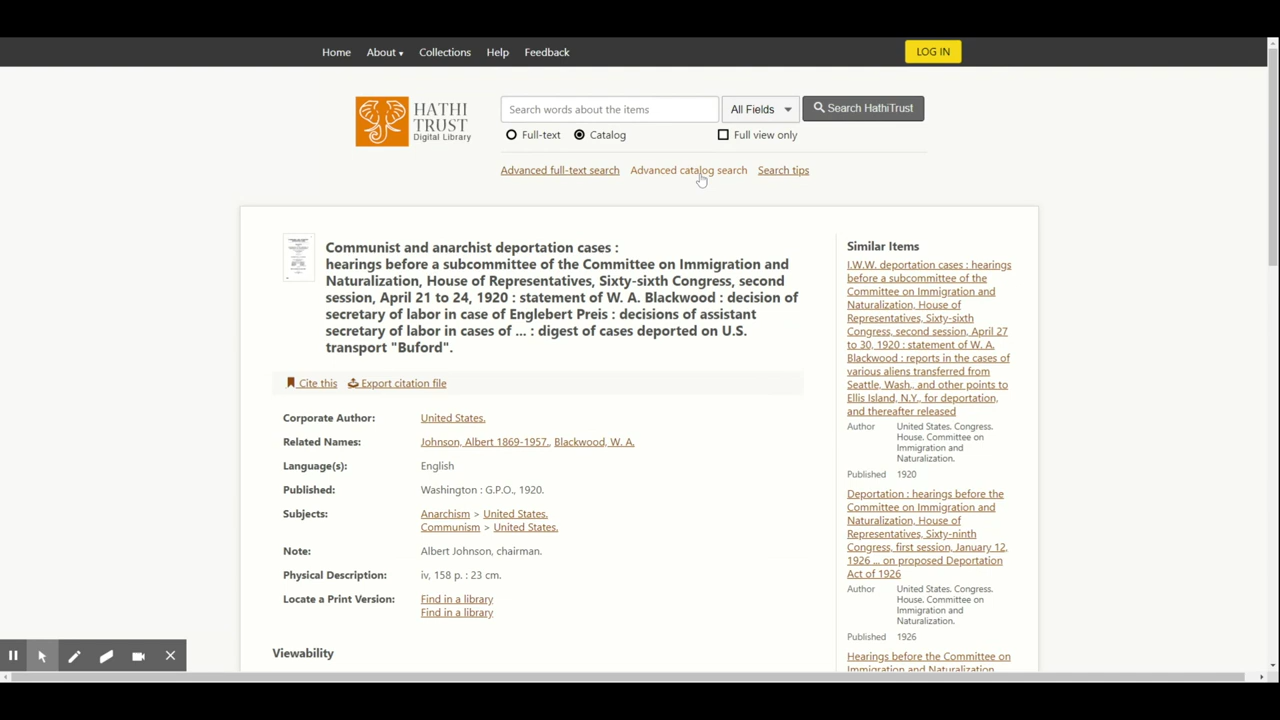 Home About Collections Help Feedback LOG IN
HATHI
TRUST
Digital Library
Search words about the items All Fields Search HathiTrust
Full-text Catalog Full view only
Advanced full-text search Advanced catalog search Search tips
Communist and anarchist deportation cases :
hearings before a subcommittee of the Committee on Immigration and
Naturalization, House of Representatives, Sixty-sixth Congress, second
session, April 21 to 24, 1920 : statement of W. A. Blackwood : decision of
secretary of labor in case of Englebert Preis : decisions of assistant
secretary of labor in cases of ... : digest of cases deported on U.S.
transport "Buford".
Cite this Export citation file
Corporate Author: United States.
Related Names: Johnson, Albert 1869-1957., Blackwood, W. A.
Language(s): English
Published: Washington : G.P.O., 1920.
Subjects: Anarchism > United States.
Communism > United States.
Note: Albert Johnson, chairman.
Physical Description: iv, 158 p. : 23 cm.
Locate a Print Version: Find in a library
Find in a library
Viewability
Similar Items
I.W.W. deportation cases : hearings
before a subcommittee of the
Committee on Immigration and
Naturalization, House of
Representatives, Sixty-sixth
Congress, second session, April 27
to 30, 1920 : statement of W. A.
Blackwood : reports in the cases of
various aliens transferred from
Seattle, Wash., and other points to
Ellis Island, N.Y., for deportation,
and thereafter released
Author United States. Congress.
House. Committee on
Immigration and
Naturalization.
Published 1920
Deportation : hearings before the
Committee on Immigration and
Naturalization, House of
Representatives, Sixty-ninth
Congress, first session, January 12,
1926 ... on proposed Deportation
Act of 1926
Author United States. Congress.
House. Committee on
Immigration and
Naturalization.
Published 1926
Hearings before the Committee on
Immigration and Naturalization